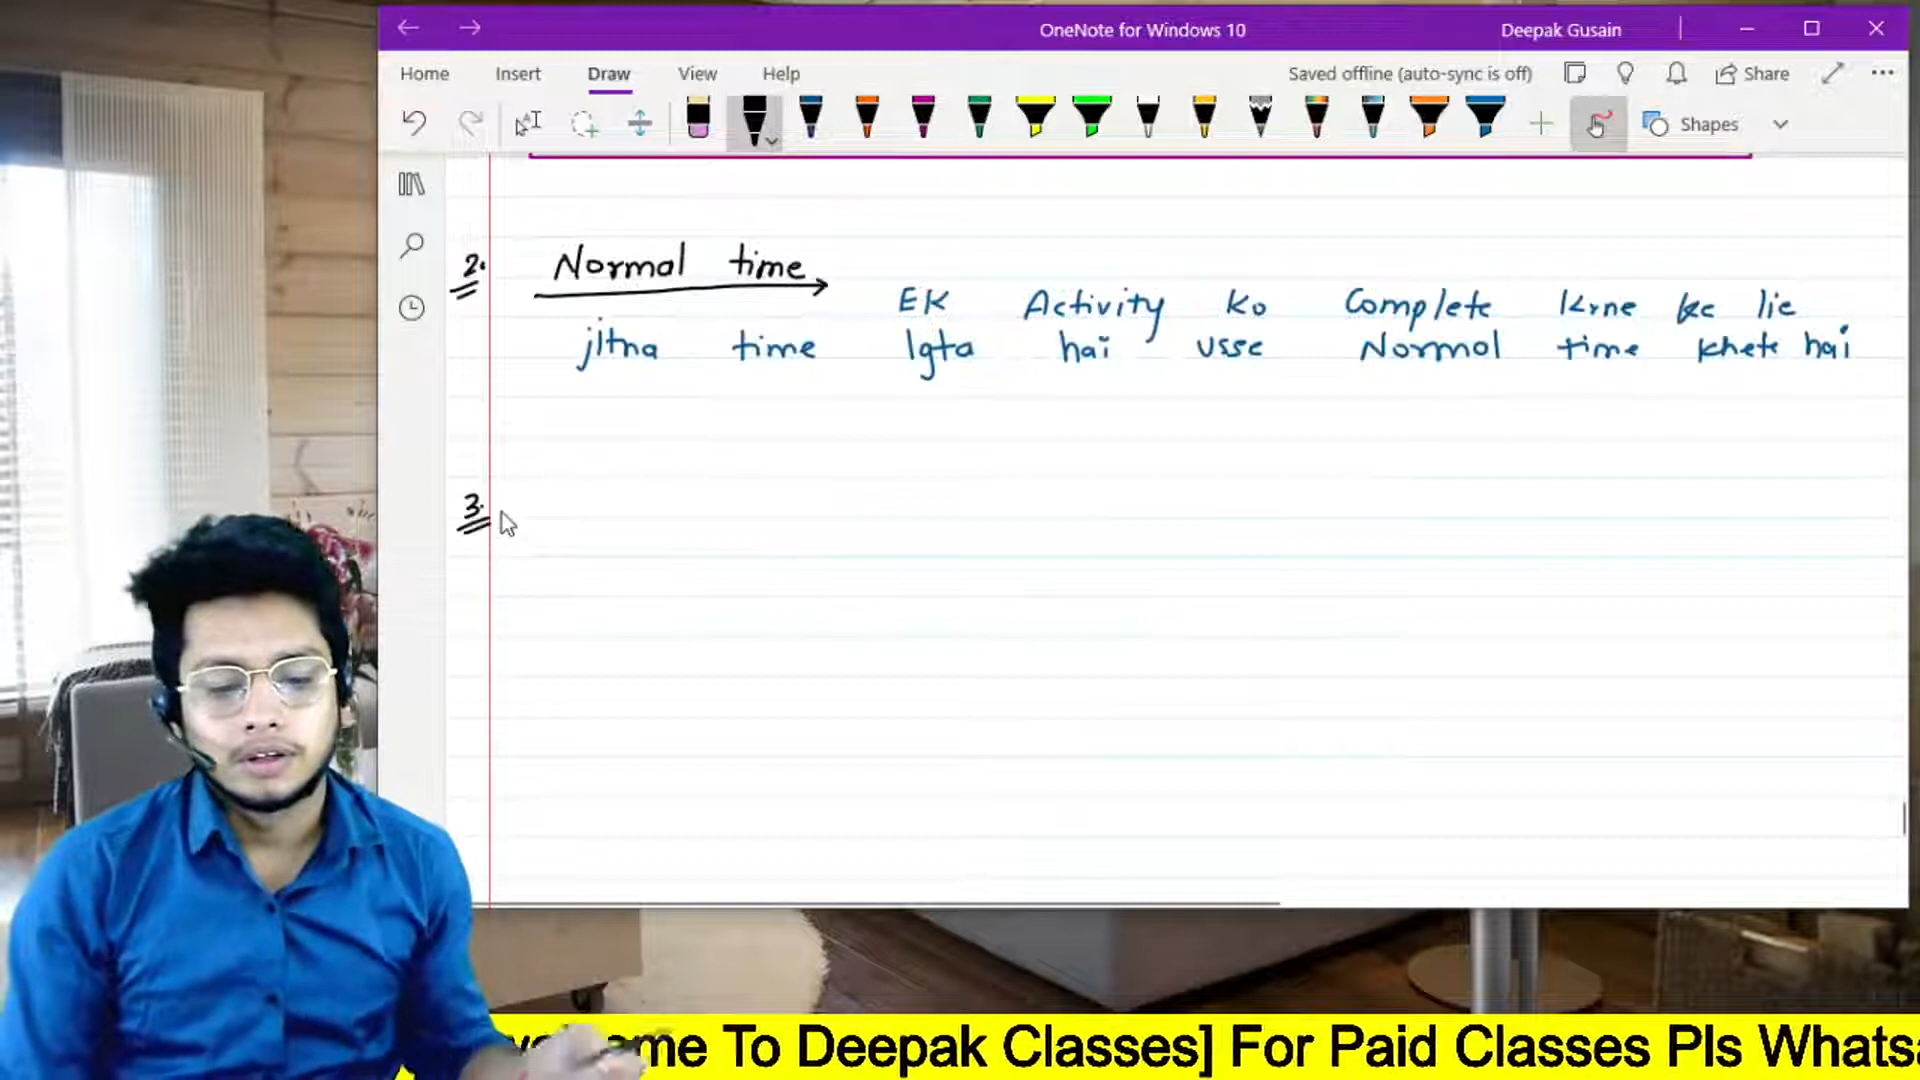 OneNote for Windows 10
Deepak Gusain
Home Insert Draw View Help
Saved offline (auto-sync is off)
Share
Shapes
2. Normal time
EK Activity ko Complete Krne ke lie
jItna time lgta hai usse Normal time khete hai
3.
me To Deepak Classes] For Paid Classes Pls Whatsa